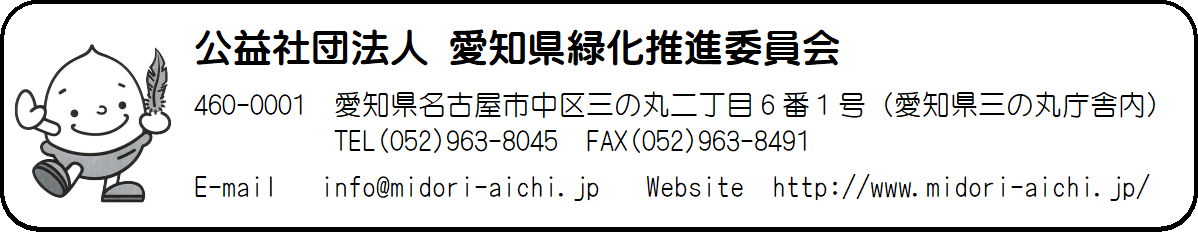 公益社団法人 愛知県緑化推進委員会
460-0001 愛知県名古屋市中区三の丸二丁目6番1号（愛知県三の丸庁舎内）
TEL(052)963-8045 FAX(052)963-8491
E-mail info@midori-aichi.jp Website http://www.midori-aichi.jp/